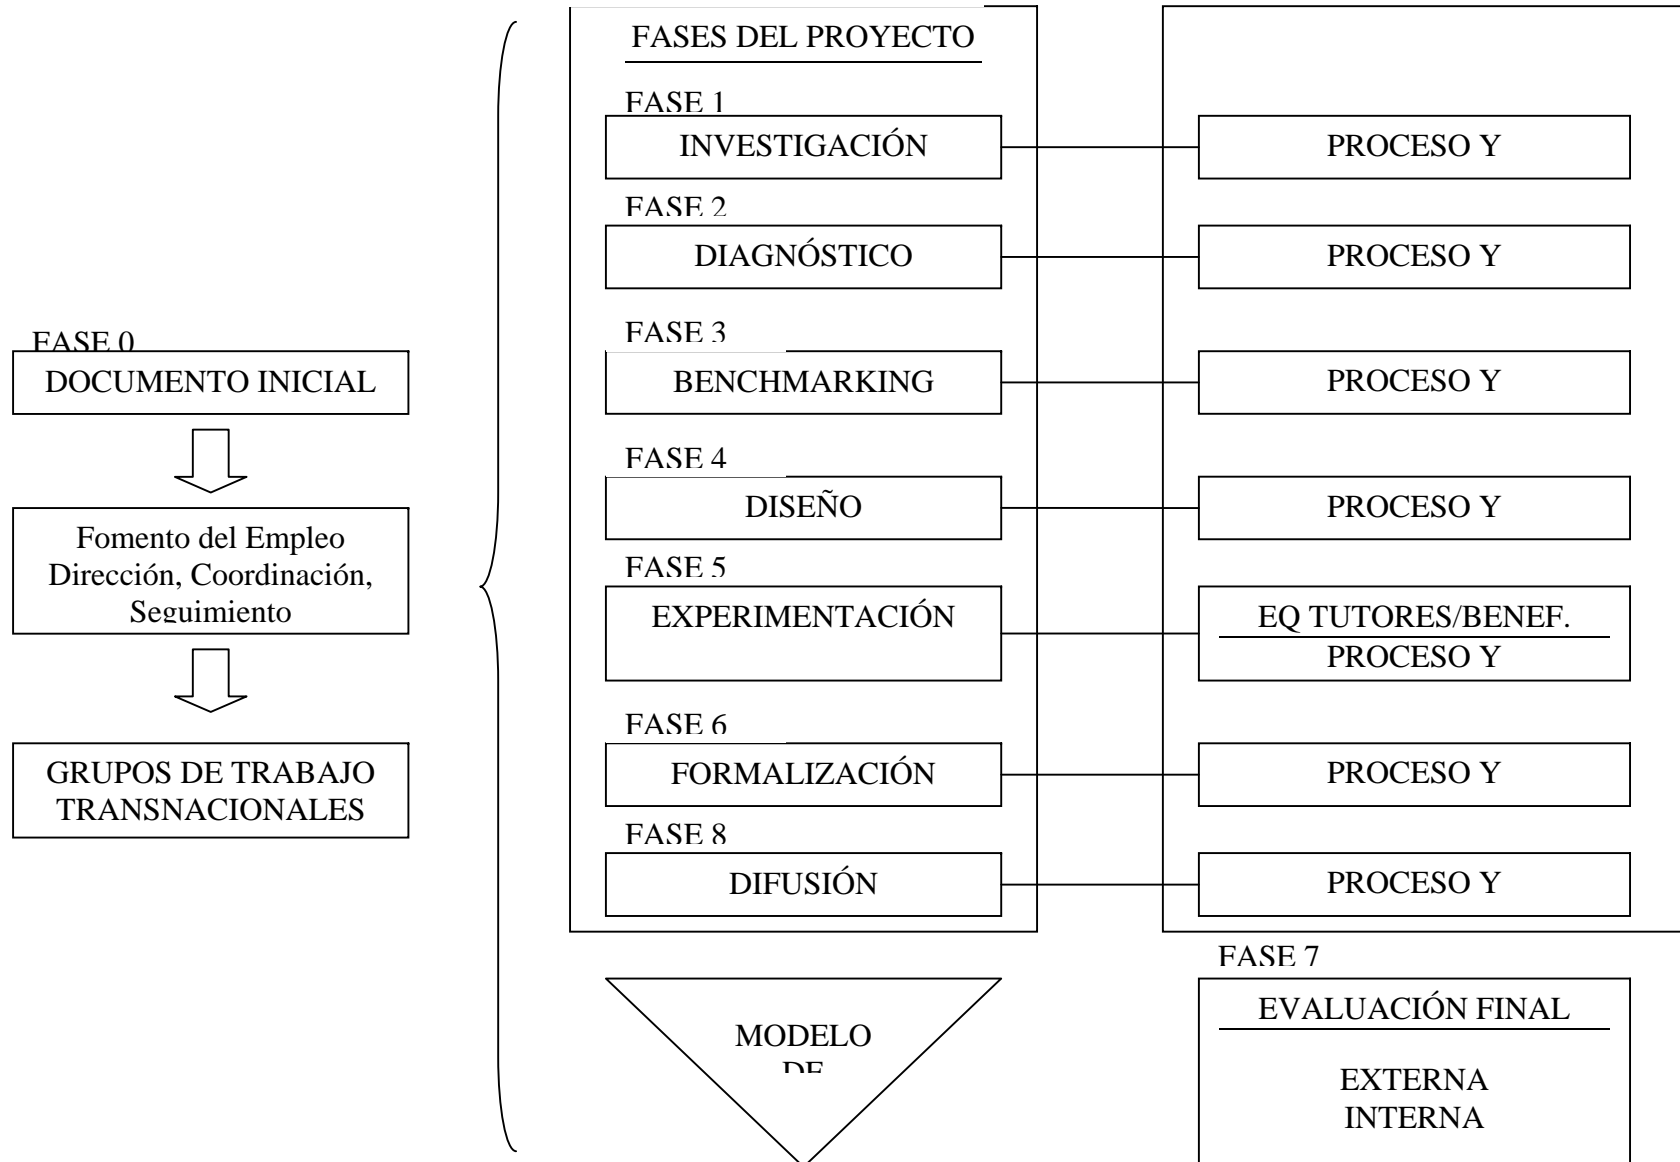 FASE 0
DOCUMENTO INICIAL
Fomento del Empleo
Dirección, Coordinación,
Seguimiento
GRUPOS DE TRABAJO
TRANSNACIONALES
FASES DEL PROYECTO
FASE 1
INVESTIGACIÓN
PROCESO Y
FASE 2
DIAGNÓSTICO
PROCESO Y
FASE 3
BENCHMARKING
PROCESO Y
FASE 4
DISEÑO
PROCESO Y
FASE 5
EXPERIMENTACIÓN
EQ TUTORES/BENEF.
PROCESO Y
FASE 6
FORMALIZACIÓN
PROCESO Y
FASE 8
DIFUSIÓN
PROCESO Y
MODELO
DE
FASE 7
EVALUACIÓN FINAL
EXTERNA
INTERNA